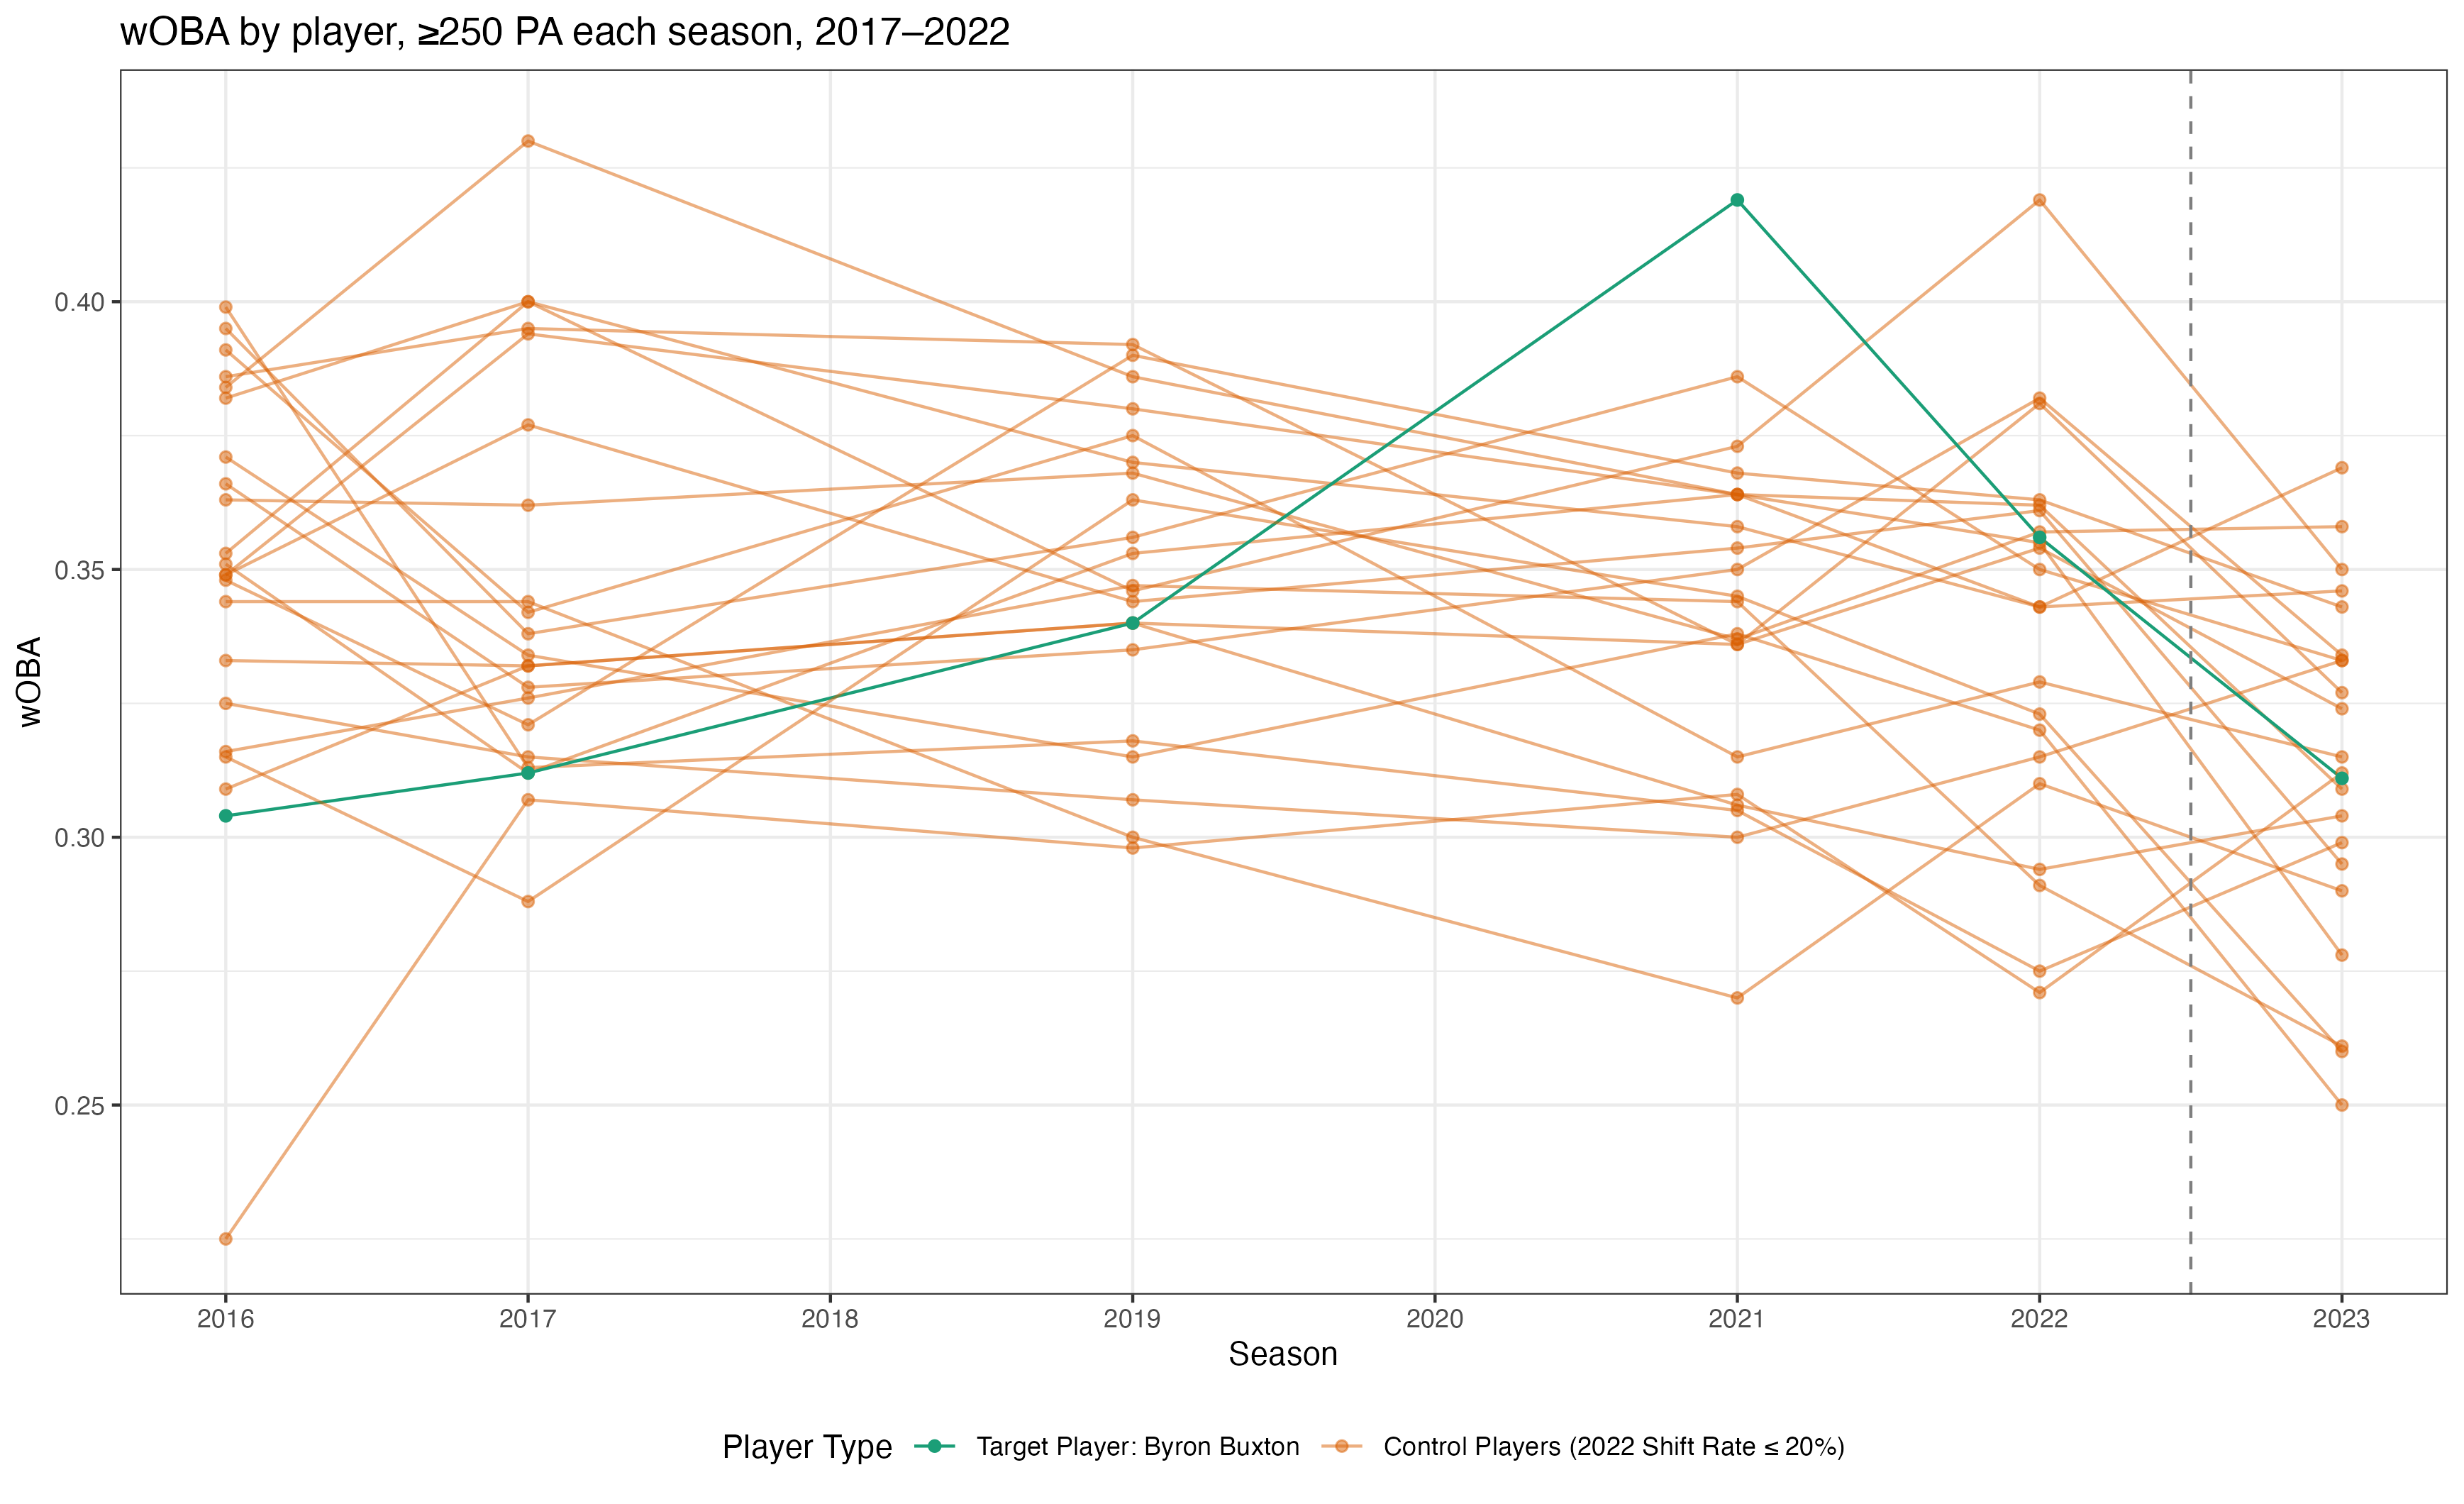 wOBA by player, ≥250 PA each season, 2017–2022
wOBA
0.40
0.35
0.30
0.25
2016 2017 2018 2019 2020 2021 2022 2023
Season
Player Type Target Player: Byron Buxton Control Players (2022 Shift Rate ≤ 20%)